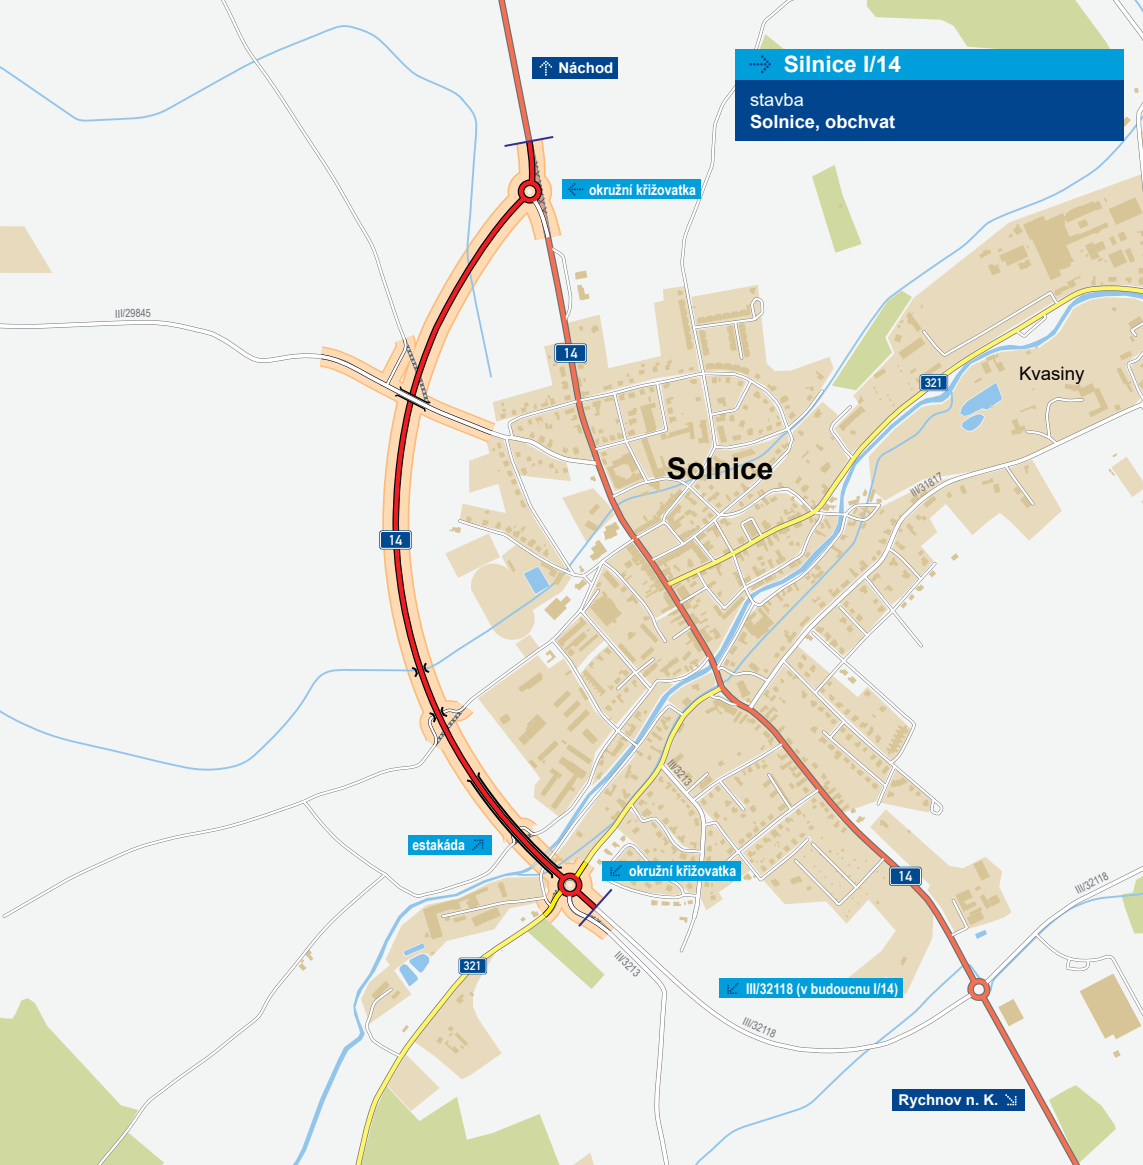 Náchod
Silnice I/14
stavba
Solnice, obchvat
okružní křižovatka
III/29845
14
321
Kvasiny
Solnice
III/31817
14
III/3213
estakáda
okružní křižovatka
14
III/32118
321
III/3213
III/32118 (v budoucnu I/14)
III/32118
Rychnov n. K.